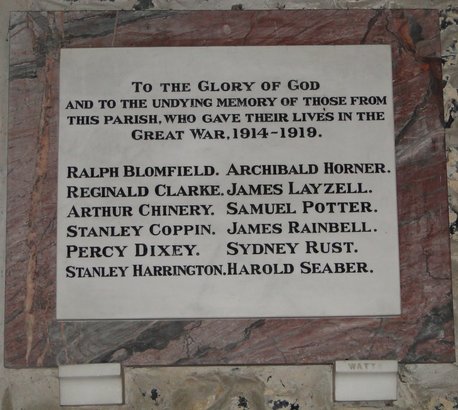 TO THE GLORY OF GOD
AND TO THE UNDYING MEMORY OF THOSE FROM
THIS PARISH, WHO GAVE THEIR LIVES IN THE
GREAT WAR, 1914-1919.
RALPH BLOMFIELD. ARCHIBALD HORNER.
REGINALD CLARKE. JAMES LAYZELL.
ARTHUR CHINERY. SAMUEL POTTER.
STANLEY COPPIN. JAMES RAINBELL.
PERCY DIXEY. SYDNEY RUST.
STANLEY HARRINGTON. HAROLD SEABER.
WATTS